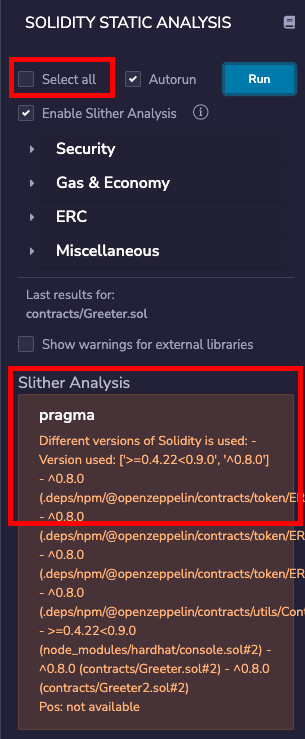 SOLIDITY STATIC ANALYSIS
Select all
Autorun
Run
Enable Slither Analysis
Security
Gas & Economy
ERC
Miscellaneous
Last results for:
contracts/Greeter.sol
Show warnings for external libraries
Slither Analysis
pragma
Different versions of Solidity is used: -
Version used: ['>=0.4.22<0.9.0', '^0.8.0']
- ^0.8.0
(.deps/npm/@openzeppelin/contracts/token/ER
- ^0.8.0
(.deps/npm/@openzeppelin/contracts/token/ER
- ^0.8.0
(.deps/npm/@openzeppelin/contracts/token/ER
- ^0.8.0
(.deps/npm/@openzeppelin/contracts/utils/Cont
- >=0.4.22<0.9.0
(node_modules/hardhat/console.sol#2) -
^0.8.0 (contracts/Greeter.sol#2) - ^0.8.0
(contracts/Greeter2.sol#2)
Pos: not available